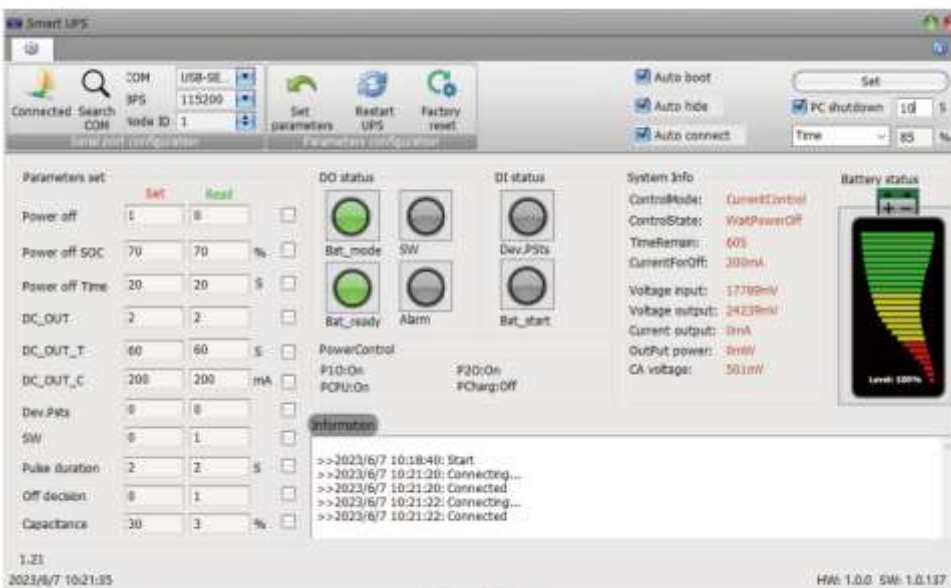 Smart UPS
Connected
Search COM
COM USB-SE...
BPS 115200
Node ID 1
Serial port configuration
Set parameters
Restart UPS
Factory reset
Parameters configuration
Auto boot
Auto hide
Auto connect
Set
PC shutdown 10 S
Time 85 %
Parameters set
Set Read
Power off 1 0
Power off SOC 70 70 %
Power off Time 20 20 S
DC_OUT 2 2
DC_OUT_T 60 60 S
DC_OUT_C 200 200 mA
Dev.Psts 0 0
SW 0 1
Pulse duration 2 2 S
Off decision 0 1
Capacitance 30 3 %
DO status
Bat_mode SW
Bat_ready Alarm
DI status
Dev.PSts
Bat_start
PowerControl
P10:On P20:On
PCPU:On PCharg:Off
System Info
ControlMode: CurrentControl
ControlState: WaitPowerOff
TimeRemain: 60S
CurrentForOff: 200mA
Voltage input: 17789mV
Voltage output: 24239mV
Current output: 0mA
OutPut power: 0mW
CA voltage: 501mV
Battery status
Level: 100%
Information
>>2023/6/7 10:18:40: Start
>>2023/6/7 10:21:20: Connecting...
>>2023/6/7 10:21:20: Connected
>>2023/6/7 10:21:22: Connecting...
>>2023/6/7 10:21:22: Connected
1.21
2023/6/7 10:21:35
HW: 1.0.0 SW: 1.0.137